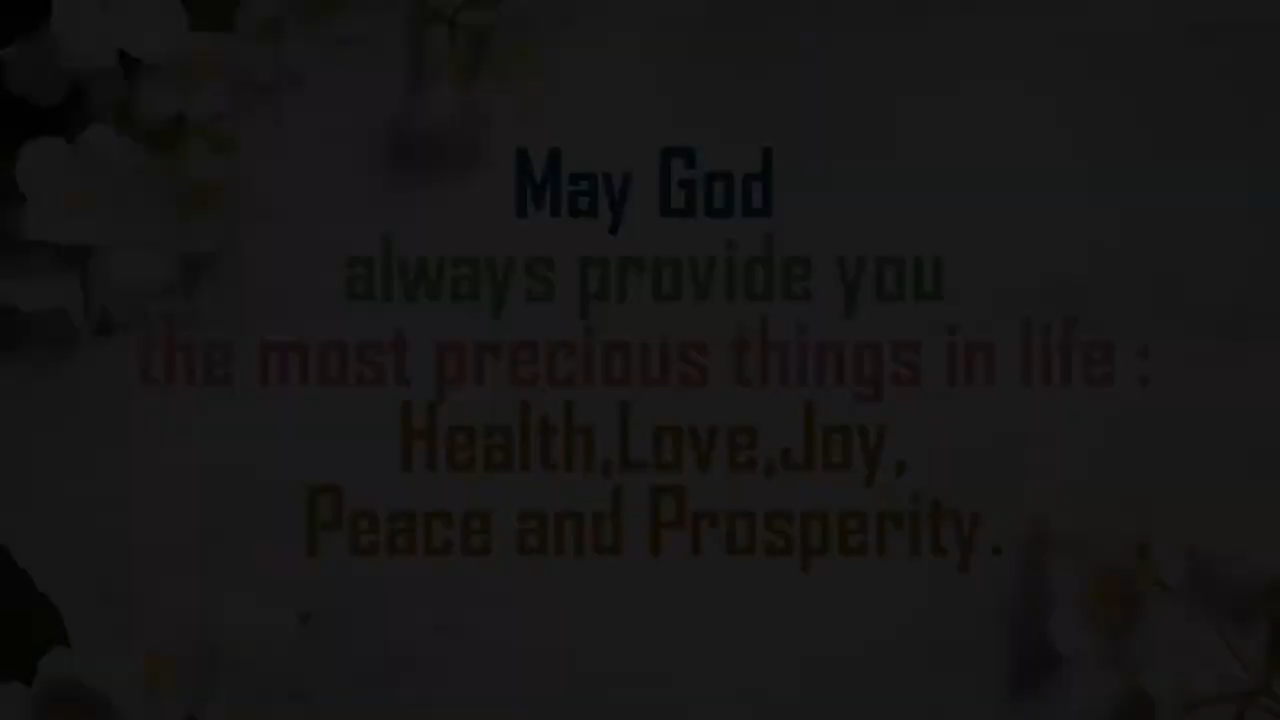 May God
always provide you
the most precious things in life :
Health,Love,Joy,
Peace and Prosperity.